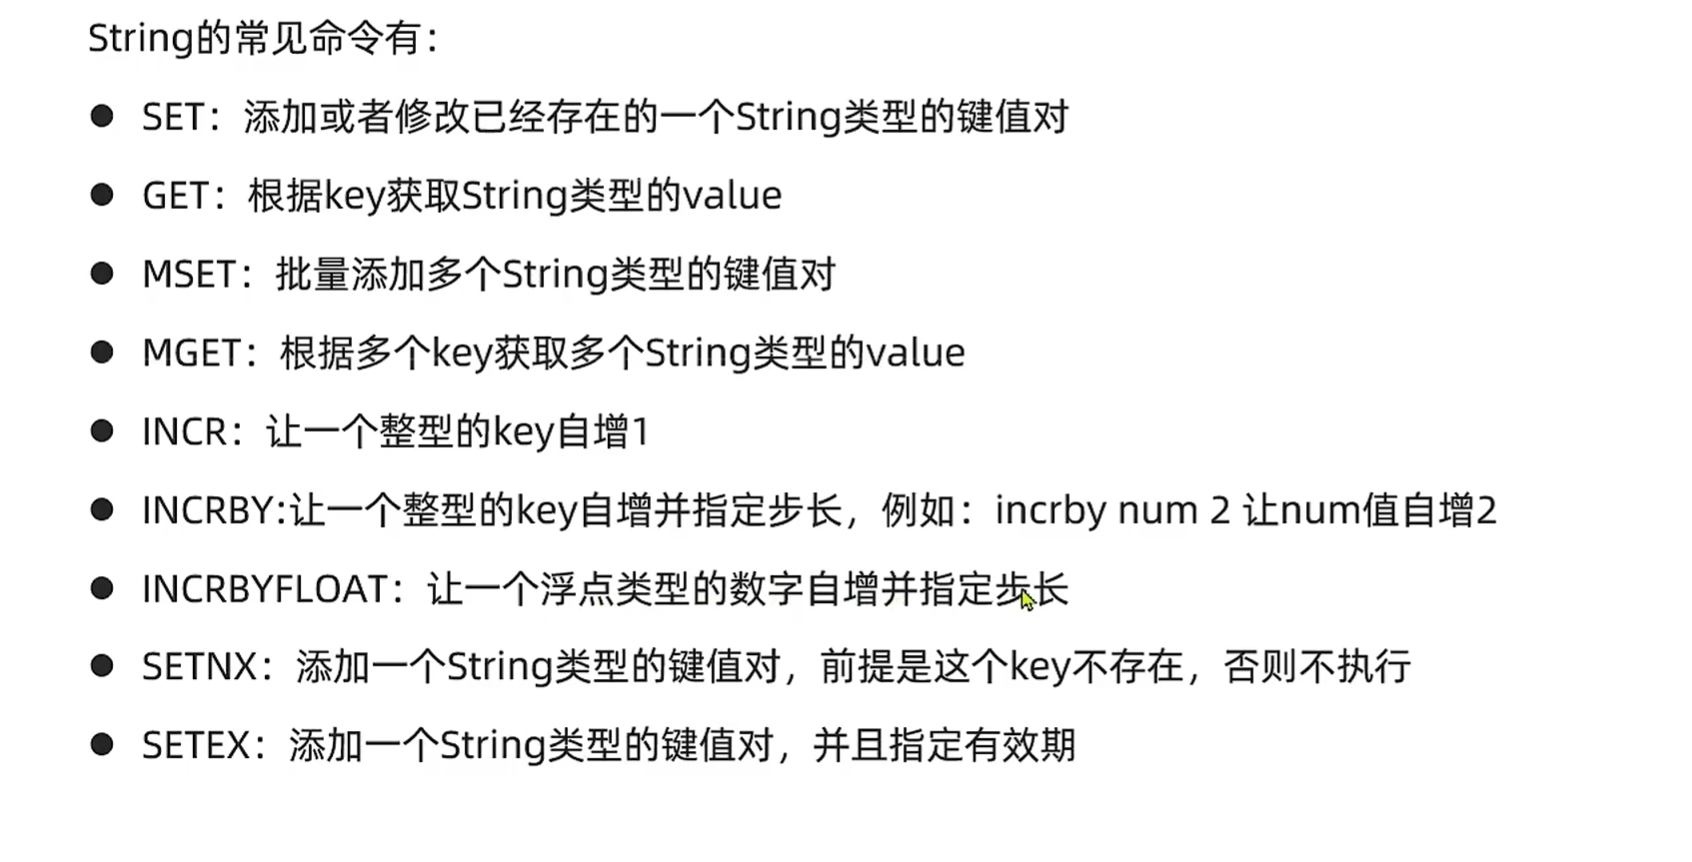 String的常见命令有：
● SET：添加或者修改已经存在的一个String类型的键值对
● GET：根据key获取String类型的value
● MSET：批量添加多个String类型的键值对
● MGET：根据多个key获取多个String类型的value
● INCR：让一个整型的key自增1
● INCRBY:让一个整型的key自增并指定步长，例如：incrby num 2 让num值自增2
● INCRBYFLOAT：让一个浮点类型的数字自增并指定步长
● SETNX：添加一个String类型的键值对，前提是这个key不存在，否则不执行
● SETEX：添加一个String类型的键值对，并且指定有效期